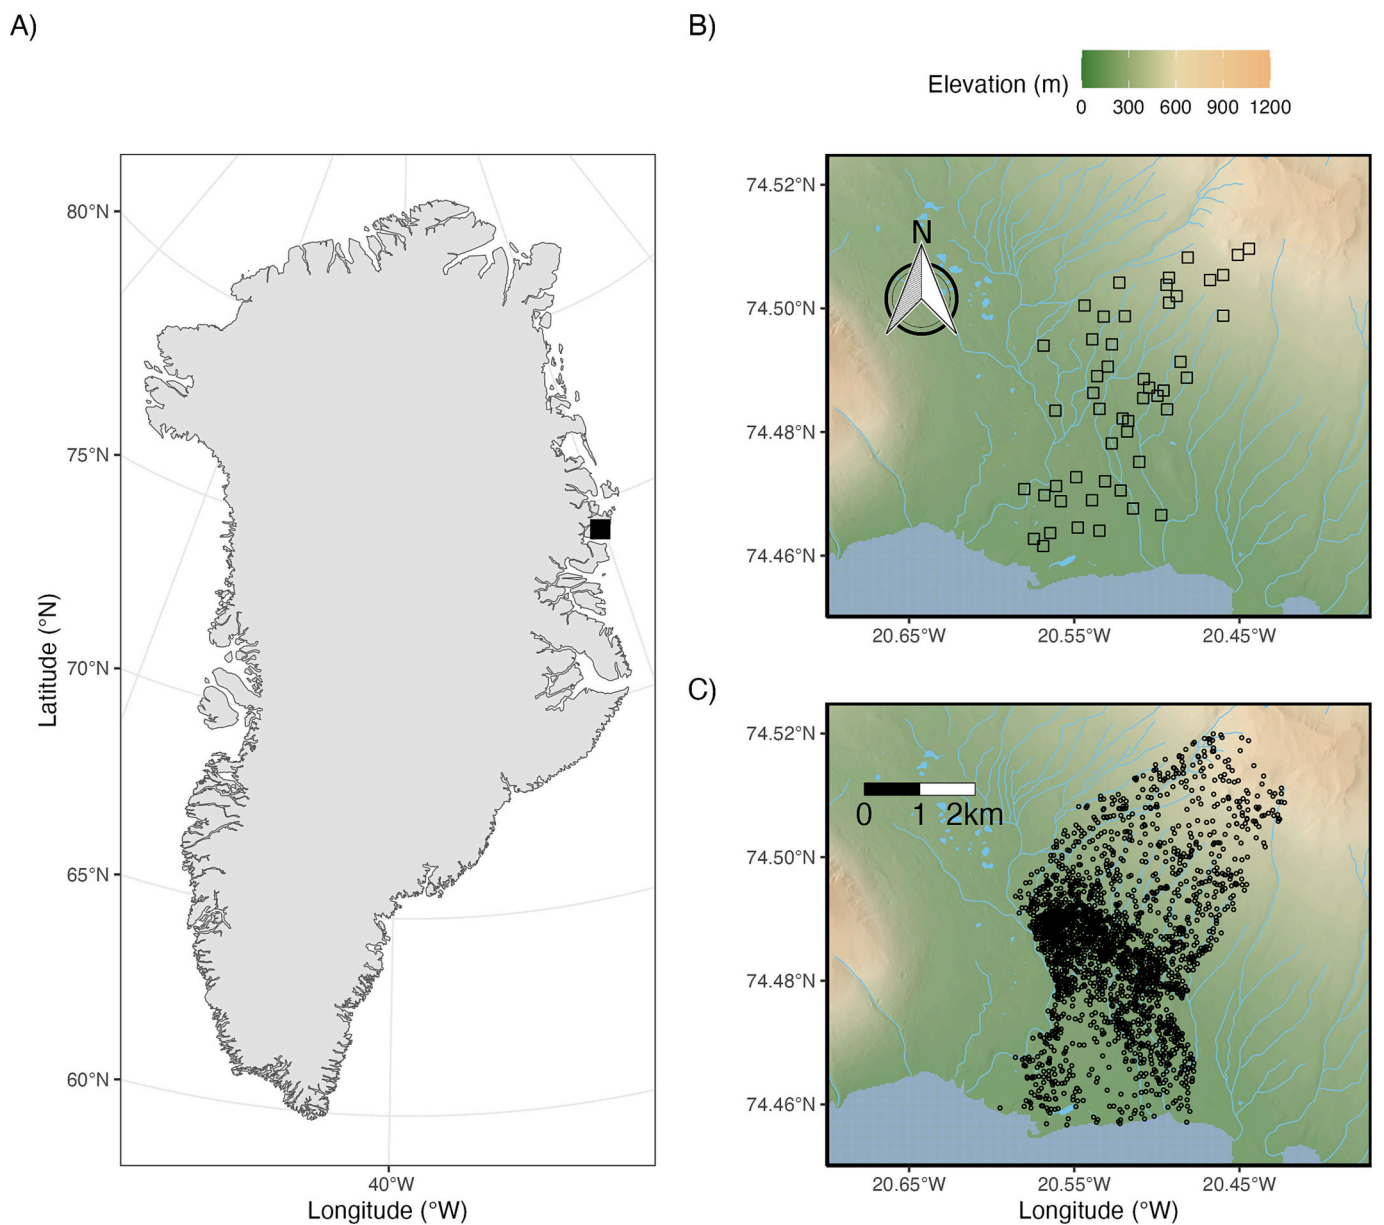 A)
80°N
75°N
70°N
65°N
60°N
Latitude (°N)
40°W
Longitude (°W)
B)
Elevation (m)
0 300 600 900 1200
74.52°N
74.50°N
74.48°N
74.46°N
N
20.65°W 20.55°W 20.45°W
C)
74.52°N
74.50°N
74.48°N
74.46°N
0 1 2km
20.65°W 20.55°W 20.45°W
Longitude (°W)